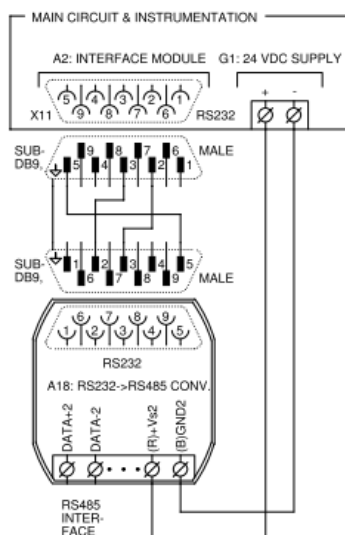 MAIN CIRCUIT & INSTRUMENTATION
A2: INTERFACE MODULE G1: 24 VDC SUPPLY
5 4 3 2 1
9 8 7 6
X11 RS232 + -
SUB-
DB9,
9 8 7 6
5 4 3 2 1
MALE
SUB-
DB9,
1 2 3 4 5
6 7 8 9
MALE
6 7 8 9
1 2 3 4 5
RS232
A18: RS232->RS485 CONV.
DATA+2
DATA-2
(R)+Vs2
(B)GND2
RS485
INTER-
FACE